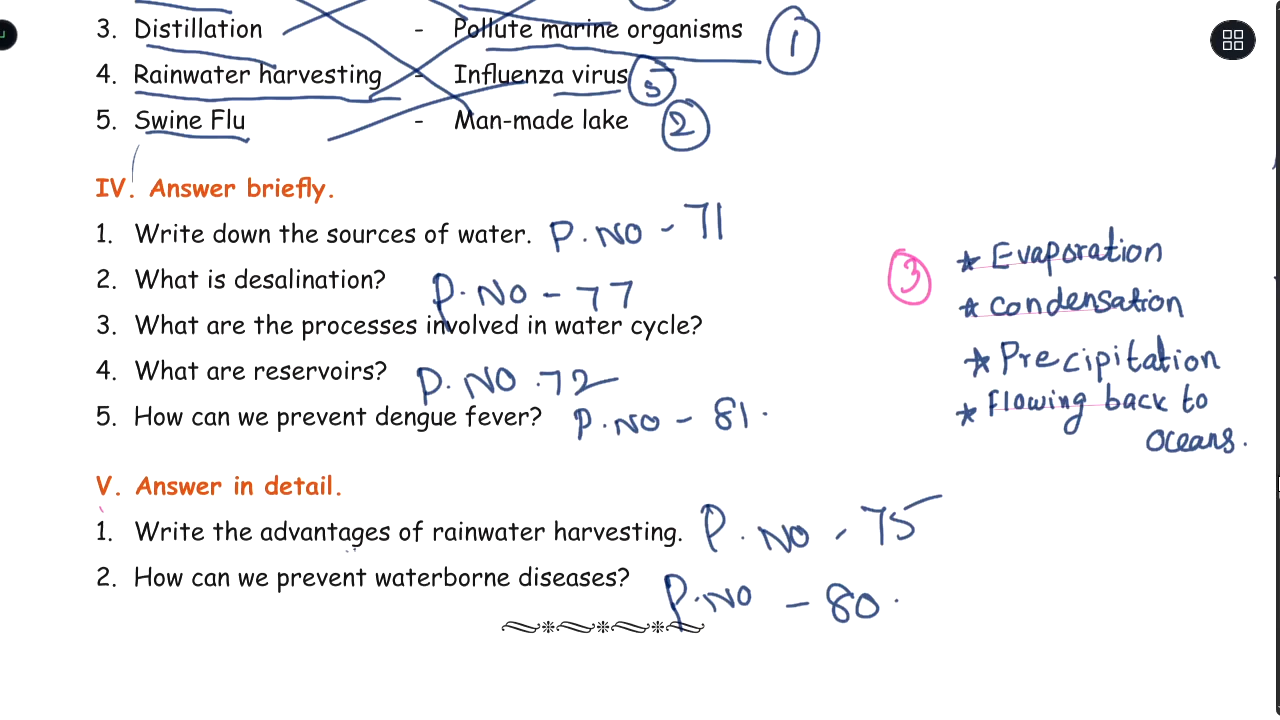 3. Distillation - Pollute marine organisms 1
4. Rainwater harvesting - Influenza virus 5
5. Swine Flu - Man-made lake 2
IV. Answer briefly.
1. Write down the sources of water. P.NO - 71
2. What is desalination? P.NO - 77
3. What are the processes involved in water cycle?
4. What are reservoirs? P.NO.72
5. How can we prevent dengue fever? P.NO - 81.
3 ★ Evaporation
★ Condensation
★ Precipitation
★ Flowing back to
oceans.
V. Answer in detail.
1. Write the advantages of rainwater harvesting. P.NO - 75
2. How can we prevent waterborne diseases? P.NO - 80.